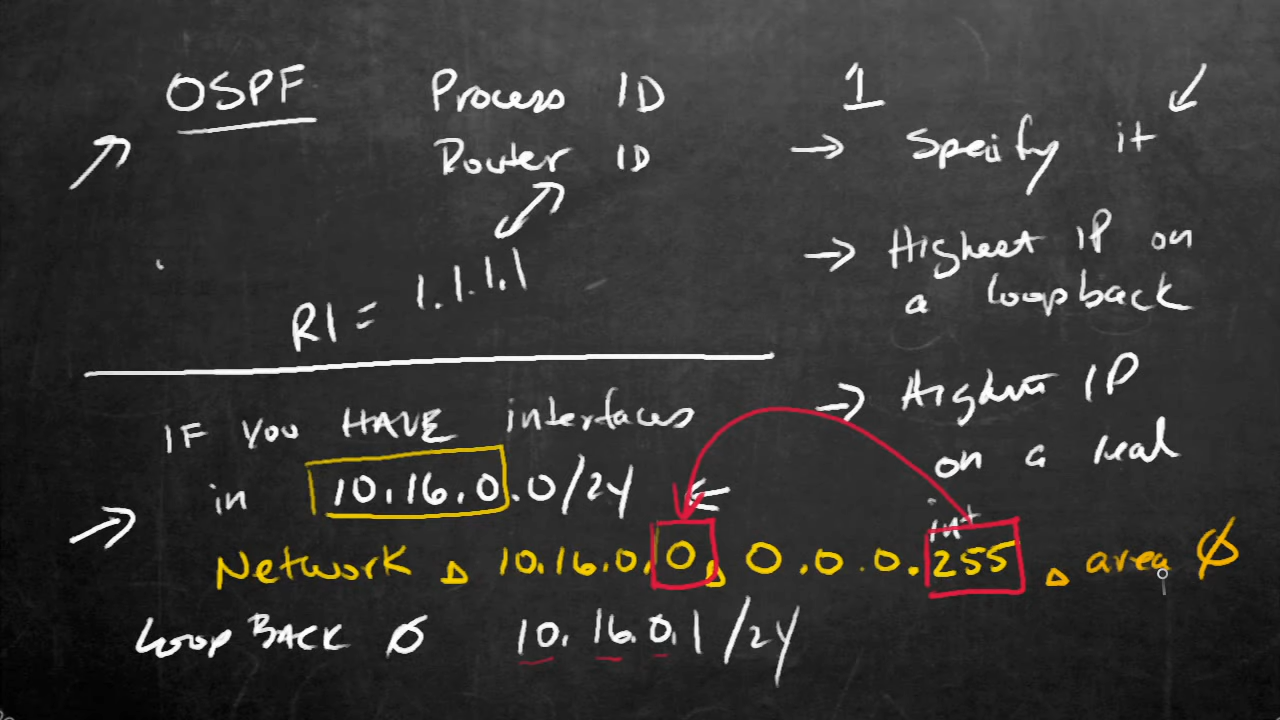 OSPF Process ID 1
Router ID
→ Specify it
→ Highest IP on
a loopback
R1 = 1.1.1.1
→ Highest IP
on a real
int
IF YOU HAVE interfaces
in 10.16.0.0/24
Network Δ 10.16.0.0 Δ 0.0.0.255 Δ area Ø
LOOPBACK Ø 10.16.0.1/24